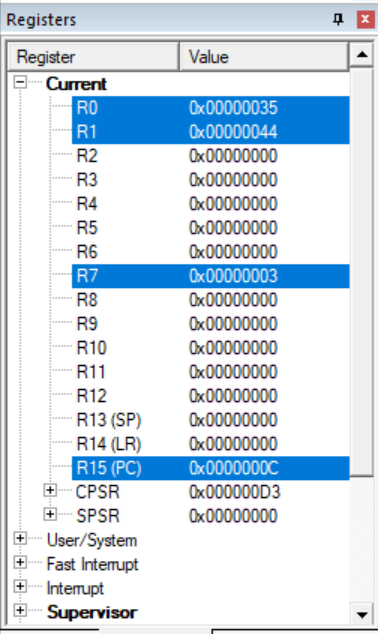 Registers
Register Value
Current
R0 0x00000035
R1 0x00000044
R2 0x00000000
R3 0x00000000
R4 0x00000000
R5 0x00000000
R6 0x00000000
R7 0x00000003
R8 0x00000000
R9 0x00000000
R10 0x00000000
R11 0x00000000
R12 0x00000000
R13 (SP) 0x00000000
R14 (LR) 0x00000000
R15 (PC) 0x0000000C
CPSR 0x000000D3
SPSR 0x00000000
User/System
Fast Interrupt
Interrupt
Supervisor